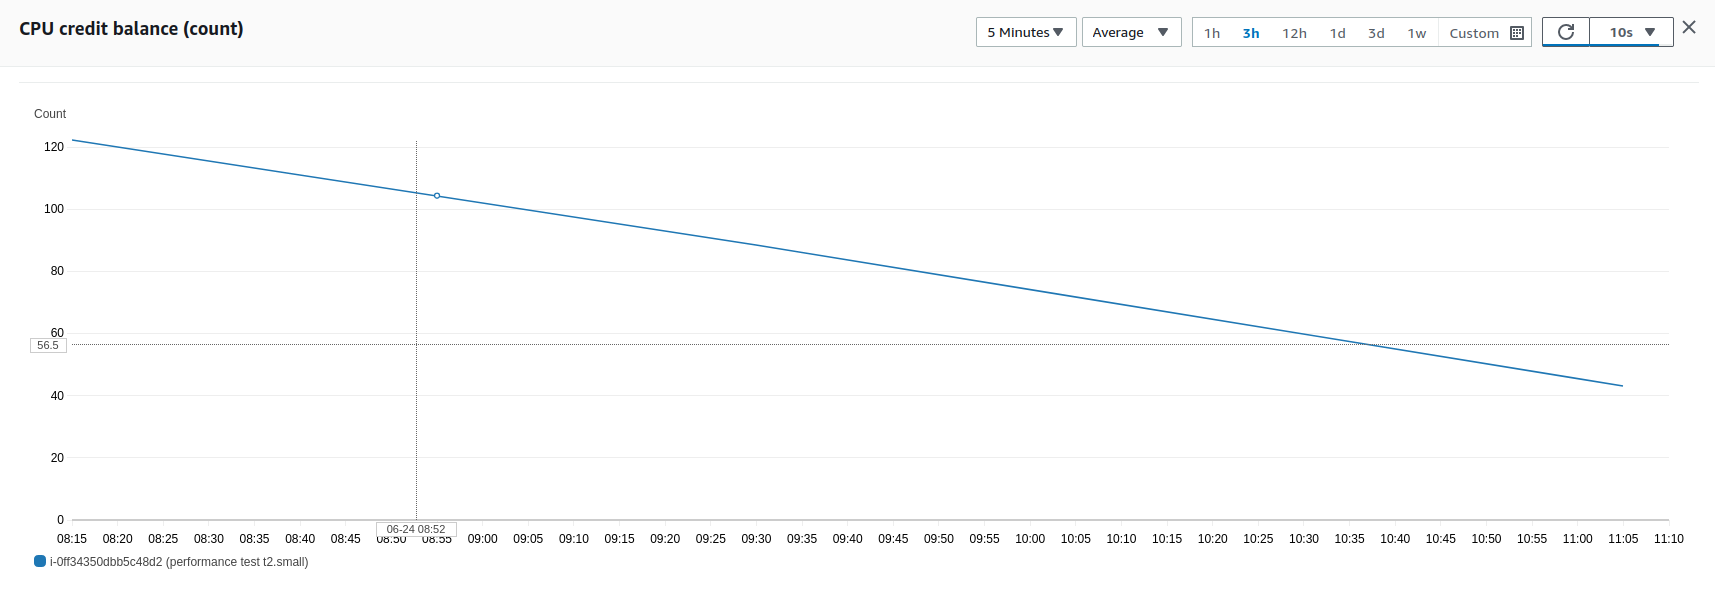 CPU credit balance (count)
5 Minutes Average 1h 3h 12h 1d 3d 1w Custom 10s
Count
120
100
80
60
56.5
40
20
0
06-24 08:52
08:15 08:20 08:25 08:30 08:35 08:40 08:45 08:50 08:55 09:00 09:05 09:10 09:15 09:20 09:25 09:30 09:35 09:40 09:45 09:50 09:55 10:00 10:05 10:10 10:15 10:20 10:25 10:30 10:35 10:40 10:45 10:50 10:55 11:00 11:05 11:10
i-0ff34350dbb5c48d2 (performance test t2.small)